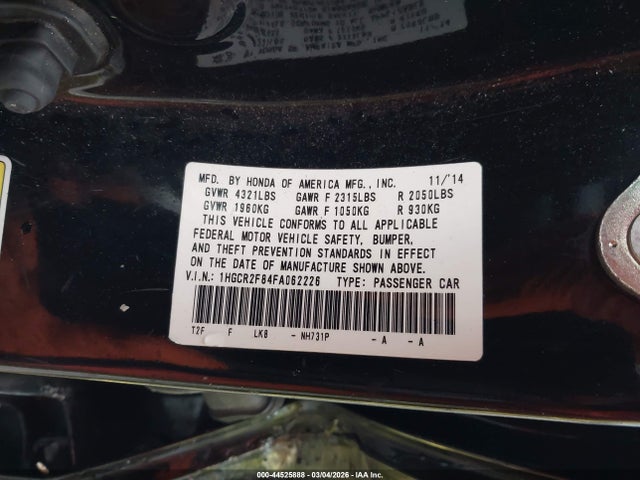 MFD. BY HONDA OF AMERICA MFG., INC. 11/'14
GVWR 4321LBS GAWR F 2315LBS R 2050LBS
GVWR 1960KG GAWR F 1050KG R 930KG
THIS VEHICLE CONFORMS TO ALL APPLICABLE
FEDERAL MOTOR VEHICLE SAFETY, BUMPER,
AND THEFT PREVENTION STANDARDS IN EFFECT
ON THE DATE OF MANUFACTURE SHOWN ABOVE.
V.I.N.: 1HGCR2F84FA062226 TYPE: PASSENGER CAR
T2F F LK8 - NH731P - A - A
000-44525888 - 03/04/2026 - IAA Inc.